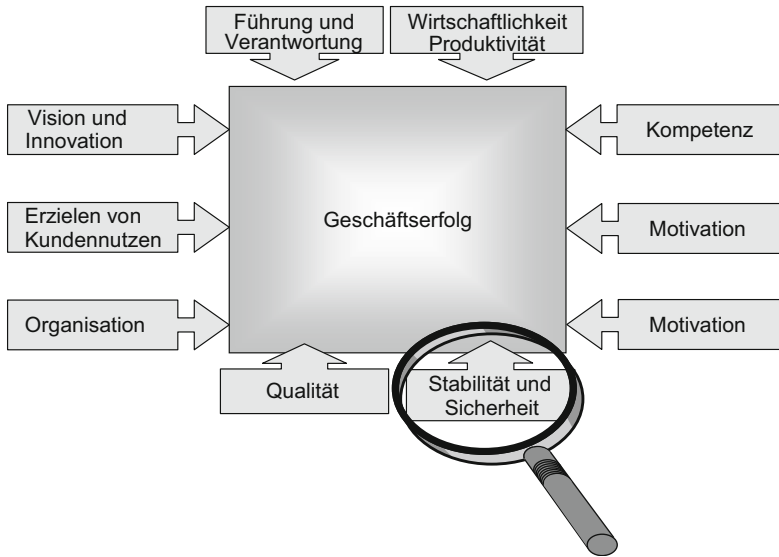 Führung und
Verantwortung
Wirtschaftlichkeit
Produktivität
Vision und
Innovation
Kompetenz
Erzielen von
Kundennutzen
Geschäftserfolg
Motivation
Organisation
Motivation
Qualität
Stabilität und
Sicherheit